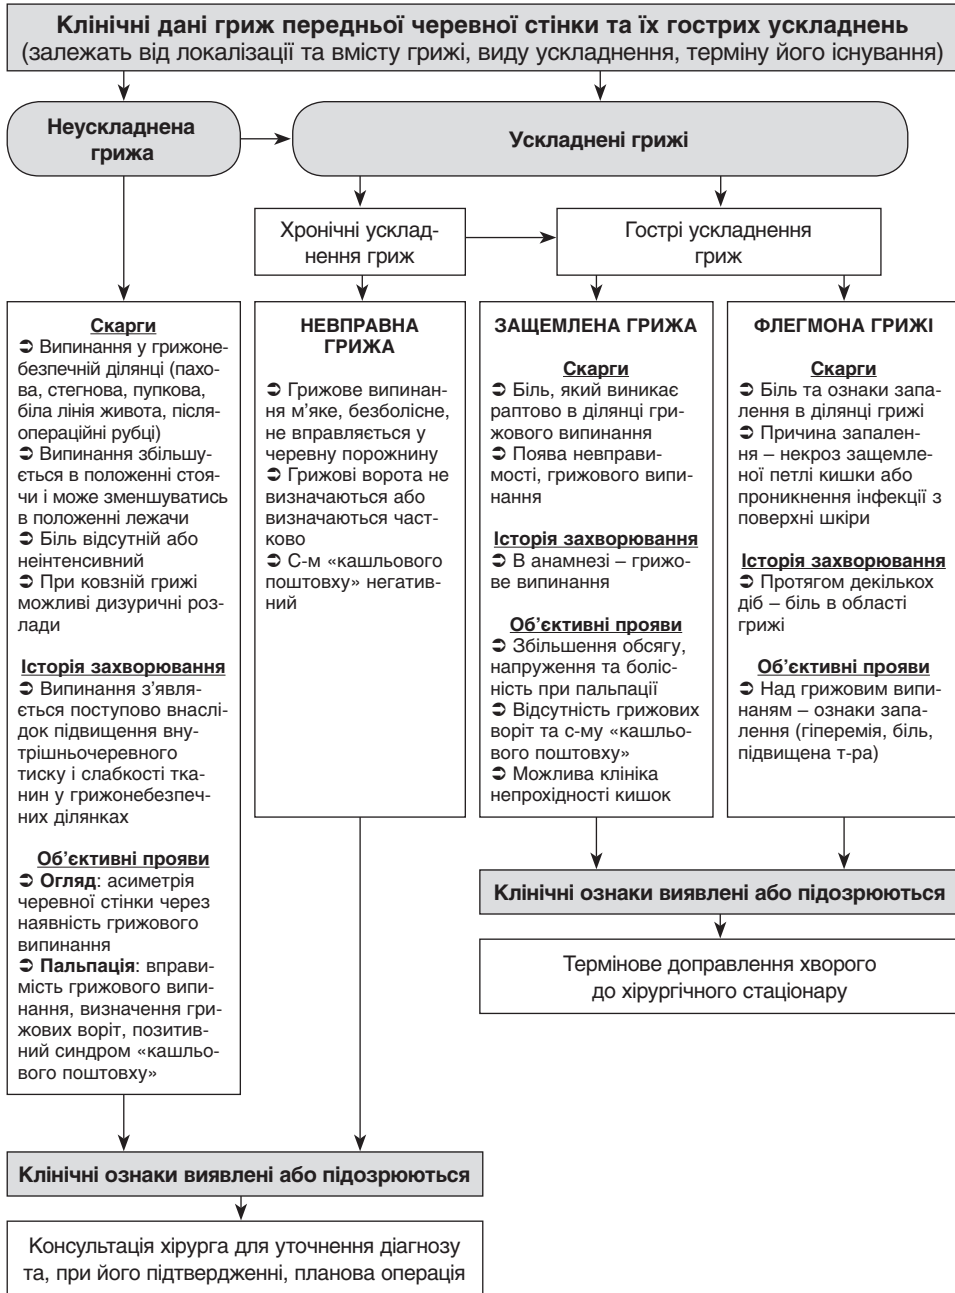 Клінічні дані гриж передньої черевної стінки та їх гострих ускладнень
(залежать від локалізації та вмісту грижі, виду ускладнення, терміну його існування)
Неускладнена
грижа
Ускладнені грижі
Хронічні усклад-
нення гриж
Гострі ускладнення
гриж
Скарги
➲ Випинання у грижоне-
безпечній ділянці (пахо-
ва, стегнова, пупкова,
біла лінія живота, після-
операційні рубці)
➲ Випинання збільшу-
ється в положенні стоя-
чи і може зменшуватись
в положенні лежачи
➲ Біль відсутній або
неінтенсивний
➲ При ковзній грижі
можливі дизуричні роз-
лади
Історія захворювання
➲ Випинання з’явля-
ється поступово внаслі-
док підвищення вну-
трішньочеревного
тиску і слабкості тка-
нин у грижонебезпеч-
них ділянках
Об’єктивні прояви
➲ Огляд: асиметрія
черевної стінки через
наявність грижового
випинання
➲ Пальпація: вправи-
мість грижового випи-
нання, визначення гри-
жових воріт, позитив-
ний синдром «кашльо-
вого поштовху»
НЕВПРАВНА
ГРИЖА
➲ Грижове випинан-
ня м’яке, безболісне,
не вправляється у
черевну порожнину
➲ Грижові ворота не
визначаються або
визначаються част-
ково
➲ С-м «кашльового
поштовху» негатив-
ний
ЗАЩЕМЛЕНА ГРИЖА
Скарги
➲ Біль, який виникає
раптово в ділянці гри-
жового випинання
➲ Поява невправи-
мості, грижового випи-
нання
Історія захворювання
➲ В анамнезі – грижо-
ве випинання
Об’єктивні прояви
➲ Збільшення обсягу,
напруження та боліс-
ність при пальпації
➲ Відсутність грижових
воріт та с-му «кашльо-
вого поштовху»
➲ Можлива клініка
непрохідності кишок
ФЛЕГМОНА ГРИЖІ
Скарги
➲ Біль та ознаки запа-
лення в ділянці грижі
➲ Причина запален-
ня – некроз защемле-
ної петлі кишки або
проникнення інфекції з
поверхні шкіри
Історія захворювання
➲ Протягом декількох
діб – біль в області
грижі
Об’єктивні прояви
➲ Над грижовим випи-
наням – ознаки запа-
лення (гіперемія, біль,
підвищена т-ра)
Клінічні ознаки виявлені або підозрюються
Термінове доправлення хворого
до хірургічного стаціонару
Клінічні ознаки виявлені або підозрюються
Консультація хірурга для уточнення діагнозу
та, при його підтвердженні, планова операція